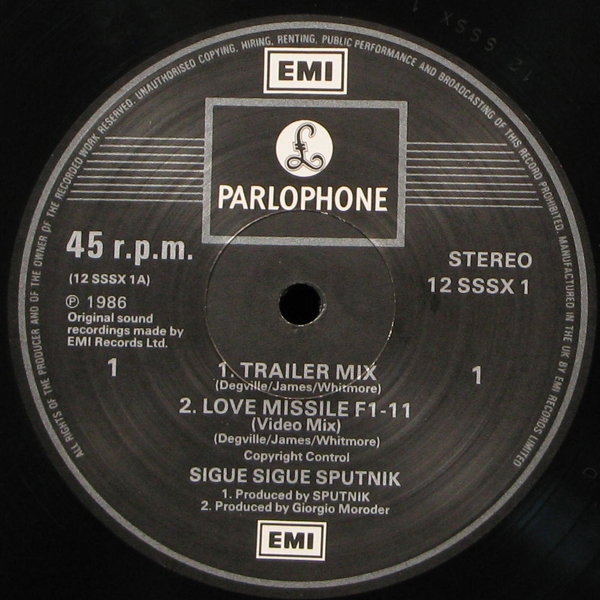 ALL RIGHTS OF THE PRODUCER AND OF THE OWNER OF THE RECORDED WORK RESERVED. UNAUTHORISED COPYING, HIRING, RENTING, PUBLIC PERFORMANCE AND BROADCASTING OF THIS RECORD PROHIBITED. MANUFACTURED IN THE UK BY EMI RECORDS LIMITED
12 SSSX 1
EMI
£
PARLOPHONE
45 r.p.m.
STEREO
(12 SSSX 1A)
12 SSSX 1
℗ 1986
Original sound
recordings made by
EMI Records Ltd.
1
1
1. TRAILER MIX
(Degville/James/Whitmore)
2. LOVE MISSILE F1-11
(Video Mix)
(Degville/James/Whitmore)
Copyright Control
SIGUE SIGUE SPUTNIK
1. Produced by SPUTNIK
2. Produced by Giorgio Moroder
EMI